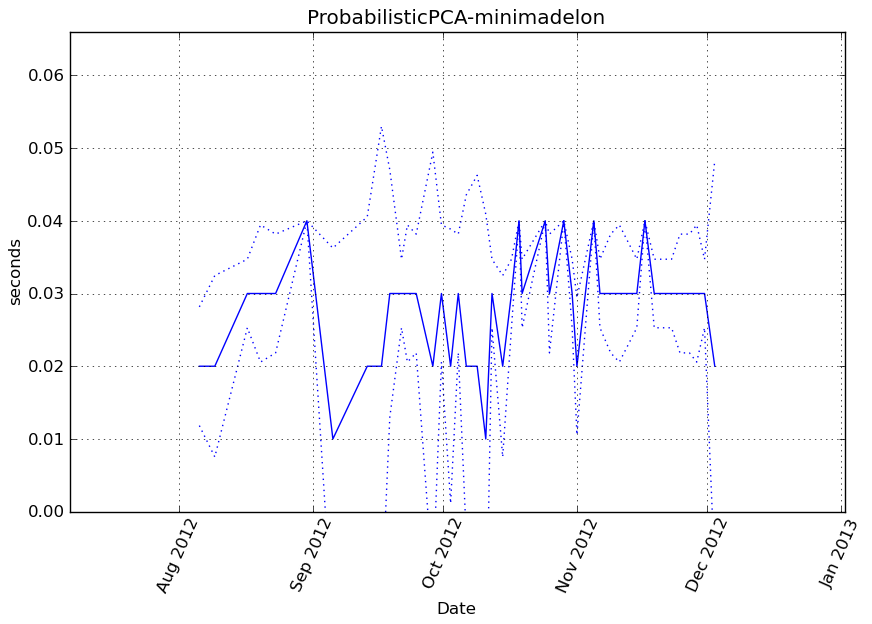 ProbabilisticPCA-minimadelon
0.06
0.05
0.04
0.03
0.02
0.01
0.00
seconds
Aug 2012
Sep 2012
Oct 2012
Nov 2012
Dec 2012
Jan 2013
Date